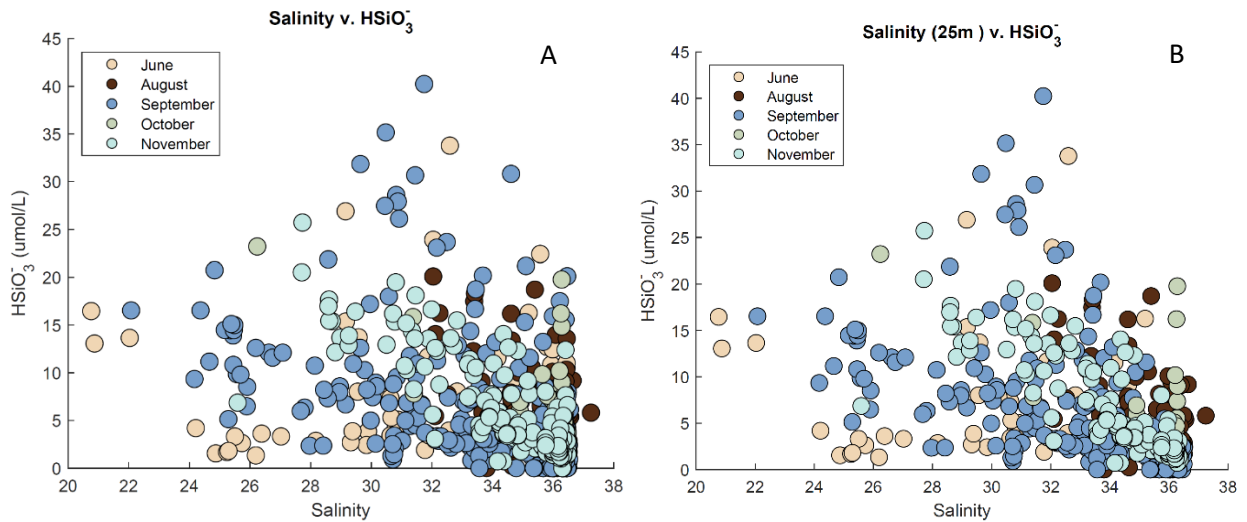 Salinity v. HSiO₃⁻
A
45
40
35
30
25
20
15
10
5
0
HSiO₃⁻ (umol/L)
June
August
September
October
November
20 22 24 26 28 30 32 34 36 38
Salinity
Salinity (25m ) v. HSiO₃⁻
B
45
40
35
30
25
20
15
10
5
0
HSiO₃⁻ (umol/L)
June
August
September
October
November
20 22 24 26 28 30 32 34 36 38
Salinity